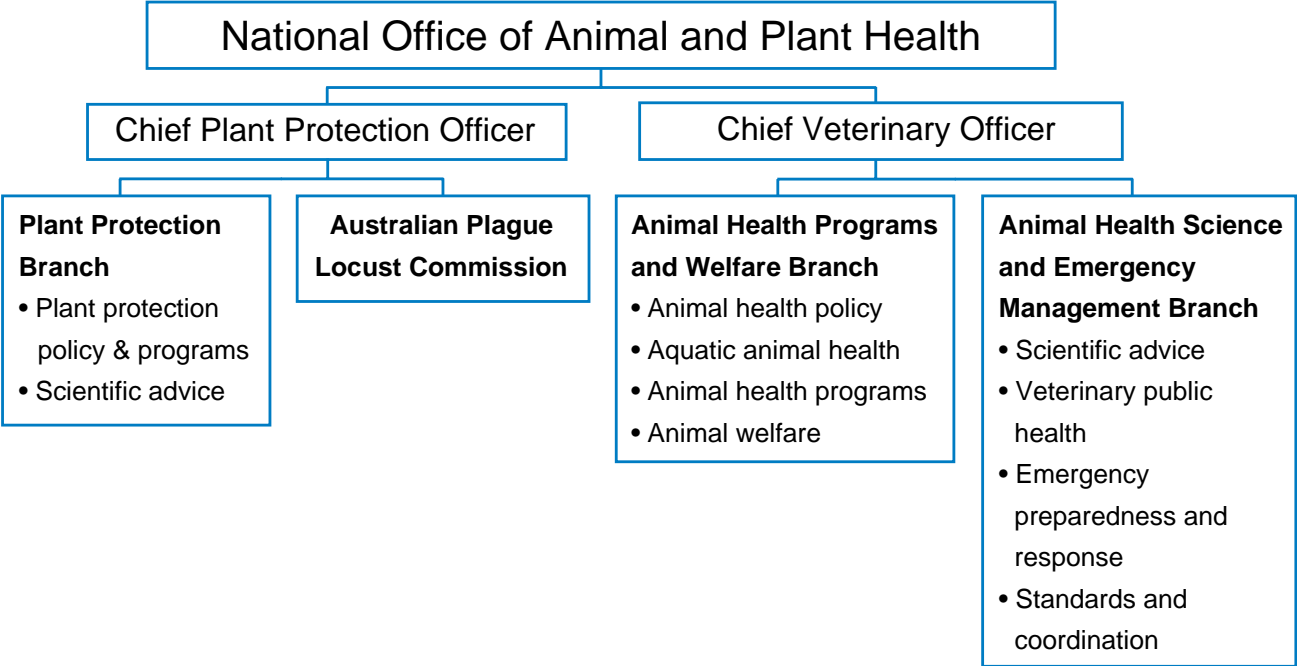 National Office of Animal and Plant Health
Chief Plant Protection Officer
Chief Veterinary Officer
Plant Protection
Branch
• Plant protection
policy & programs
• Scientific advice
Australian Plague
Locust Commission
Animal Health Programs
and Welfare Branch
• Animal health policy
• Aquatic animal health
• Animal health programs
• Animal welfare
Animal Health Science
and Emergency
Management Branch
• Scientific advice
• Veterinary public
health
• Emergency
preparedness and
response
• Standards and
coordination